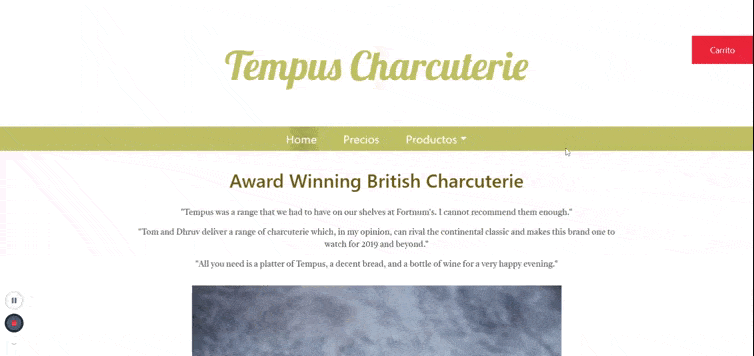 Carrito
Tempus Charcuterie
Home Precios Productos
Award Winning British Charcuterie
"Tempus was a range that we had to have on our shelves at Fortnum's. I cannot recommend them enough."
"Tom and Dhruv deliver a range of charcuterie which, in my opinion, can rival the continental classic and makes this brand one to
watch for 2019 and beyond."
"All you need is a platter of Tempus, a decent bread, and a bottle of wine for a very happy evening."